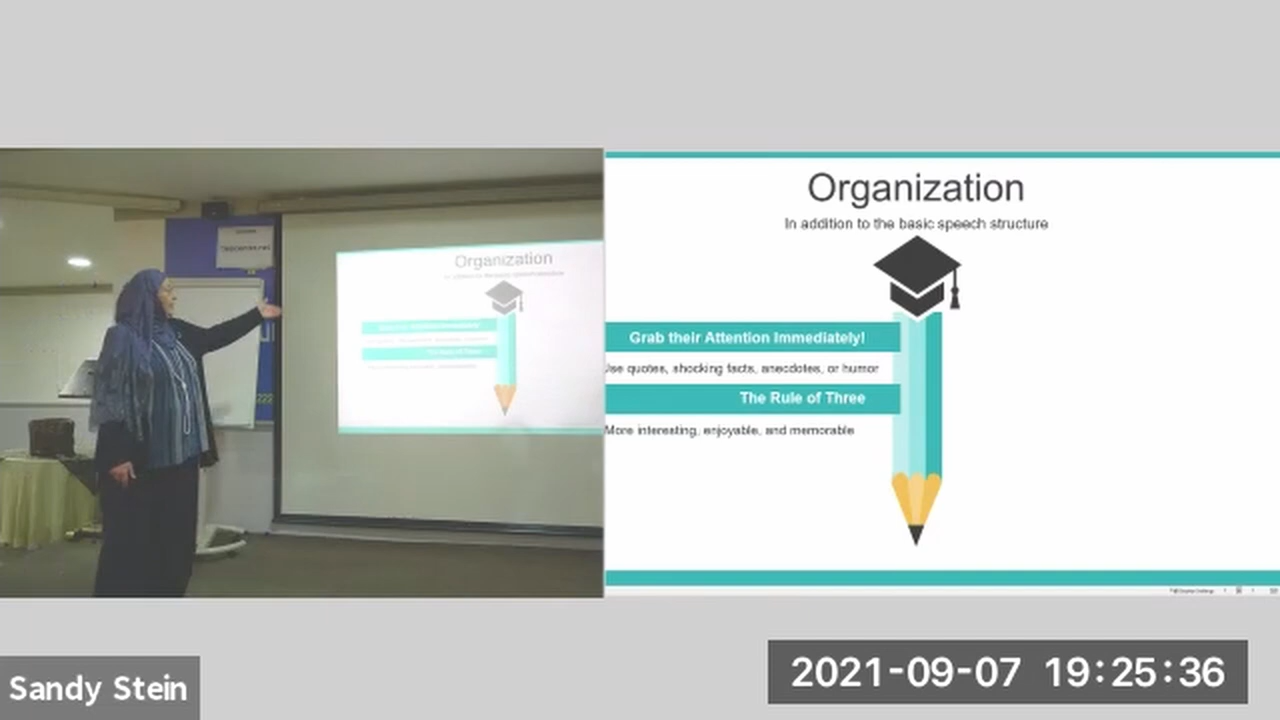 Organization
Organization
In addition to the basic speech structure
Grab their Attention Immediately!
Use quotes, shocking facts, anecdotes, or humor
The Rule of Three
More interesting, enjoyable, and memorable
Sandy Stein
2021-09-07 19:25:36